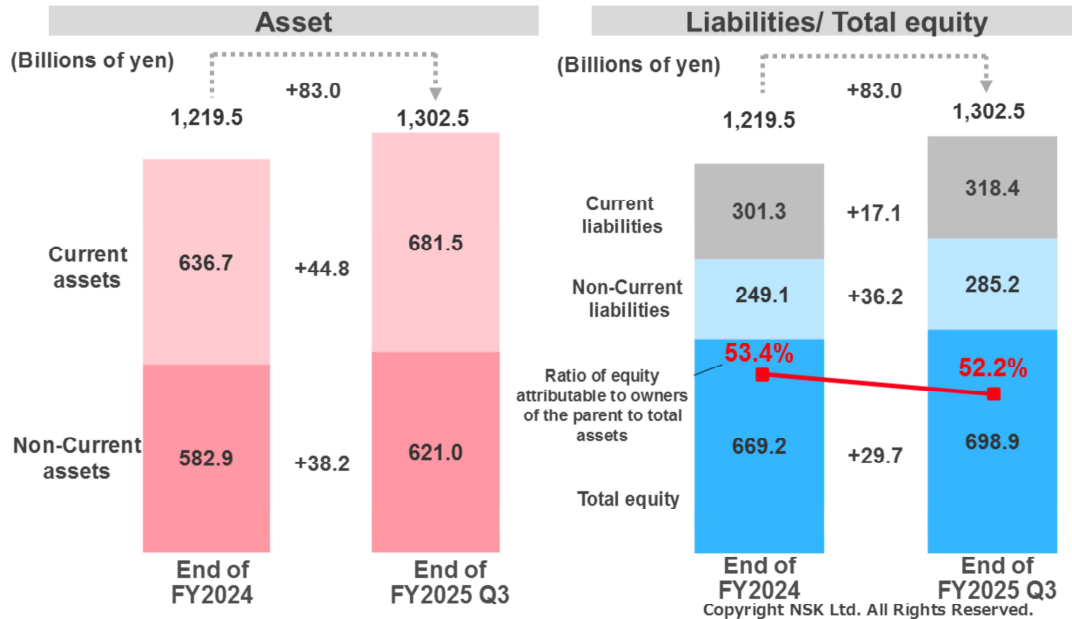 Asset
(Billions of yen)
+83.0
1,219.5
1,302.5
Current
assets
636.7
+44.8
681.5
Non-Current
assets
582.9
+38.2
621.0
End of
FY2024
End of
FY2025 Q3
Liabilities/ Total equity
(Billions of yen)
+83.0
1,219.5
1,302.5
Current
liabilities
301.3
+17.1
318.4
Non-Current
liabilities
249.1
+36.2
285.2
53.4%
52.2%
Ratio of equity
attributable to owners
of the parent to total
assets
669.2
+29.7
698.9
Total equity
End of
FY2024
End of
FY2025 Q3
Copyright NSK Ltd. All Rights Reserved.